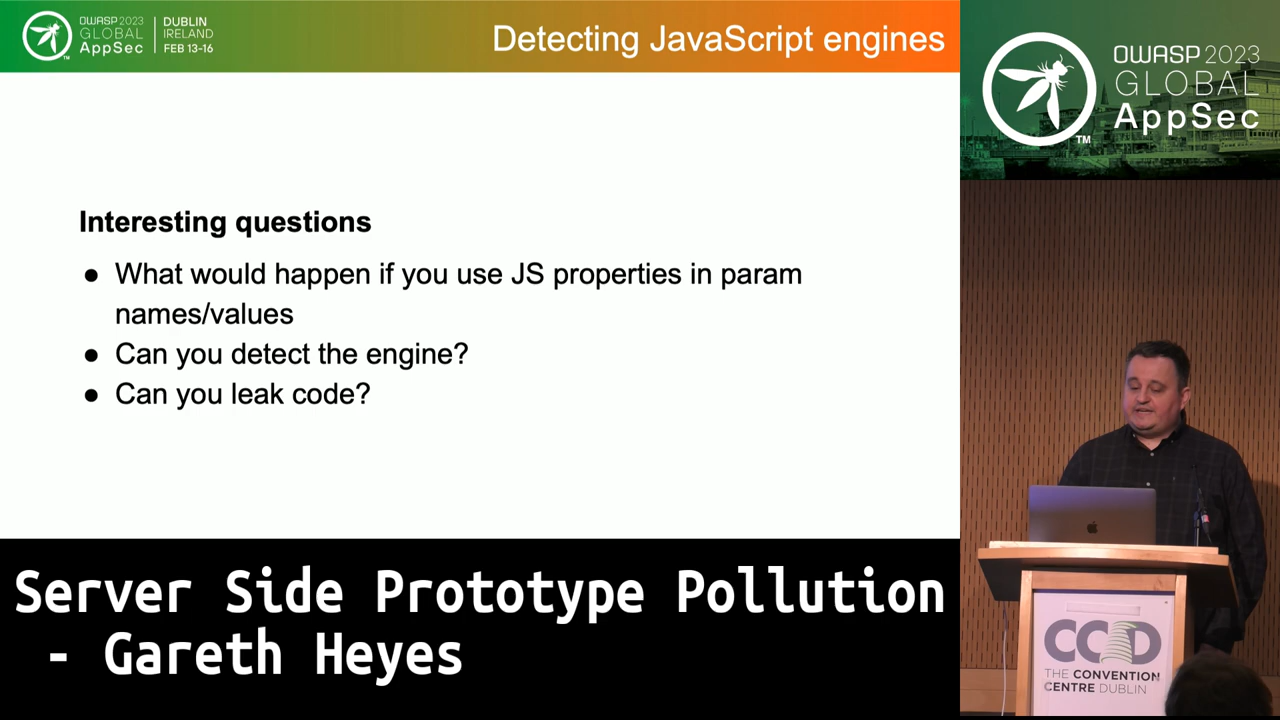 OWASP 2023
GLOBAL
AppSec
TM
DUBLIN
IRELAND
FEB 13-16
Detecting JavaScript engines
OWASP 2023
GLOBAL
AppSec
TM
Interesting questions
● What would happen if you use JS properties in param
names/values
● Can you detect the engine?
● Can you leak code?
Server Side Prototype Pollution
- Gareth Heyes
CCD
THE CONVENTION
CENTRE DUBLIN